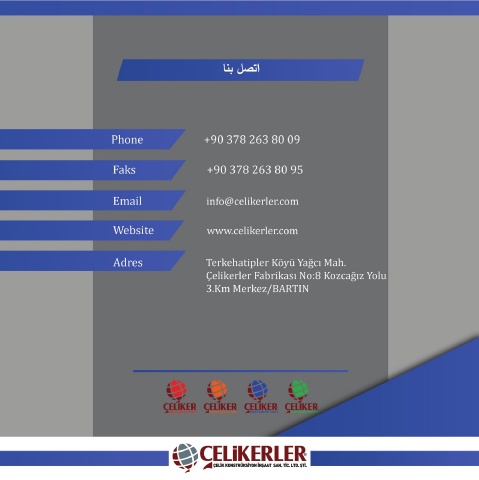 اتصل بنا
Phone +90 378 263 80 09
Faks +90 378 263 80 95
Email info@celikerler.com
Website www.celikerler.com
Adres Terkehatipler Köyü Yağcı Mah.
Çelikerler Fabrikası No:8 Kozcağız Yolu
3.Km Merkez/BARTIN
ÇELİKER ÇELİKER ÇELİKER ÇELİKER
ÇELİKERLER
ÇELİK KONSTRÜKSİYON İNŞAAT SAN. TİC. LTD. ŞTİ.